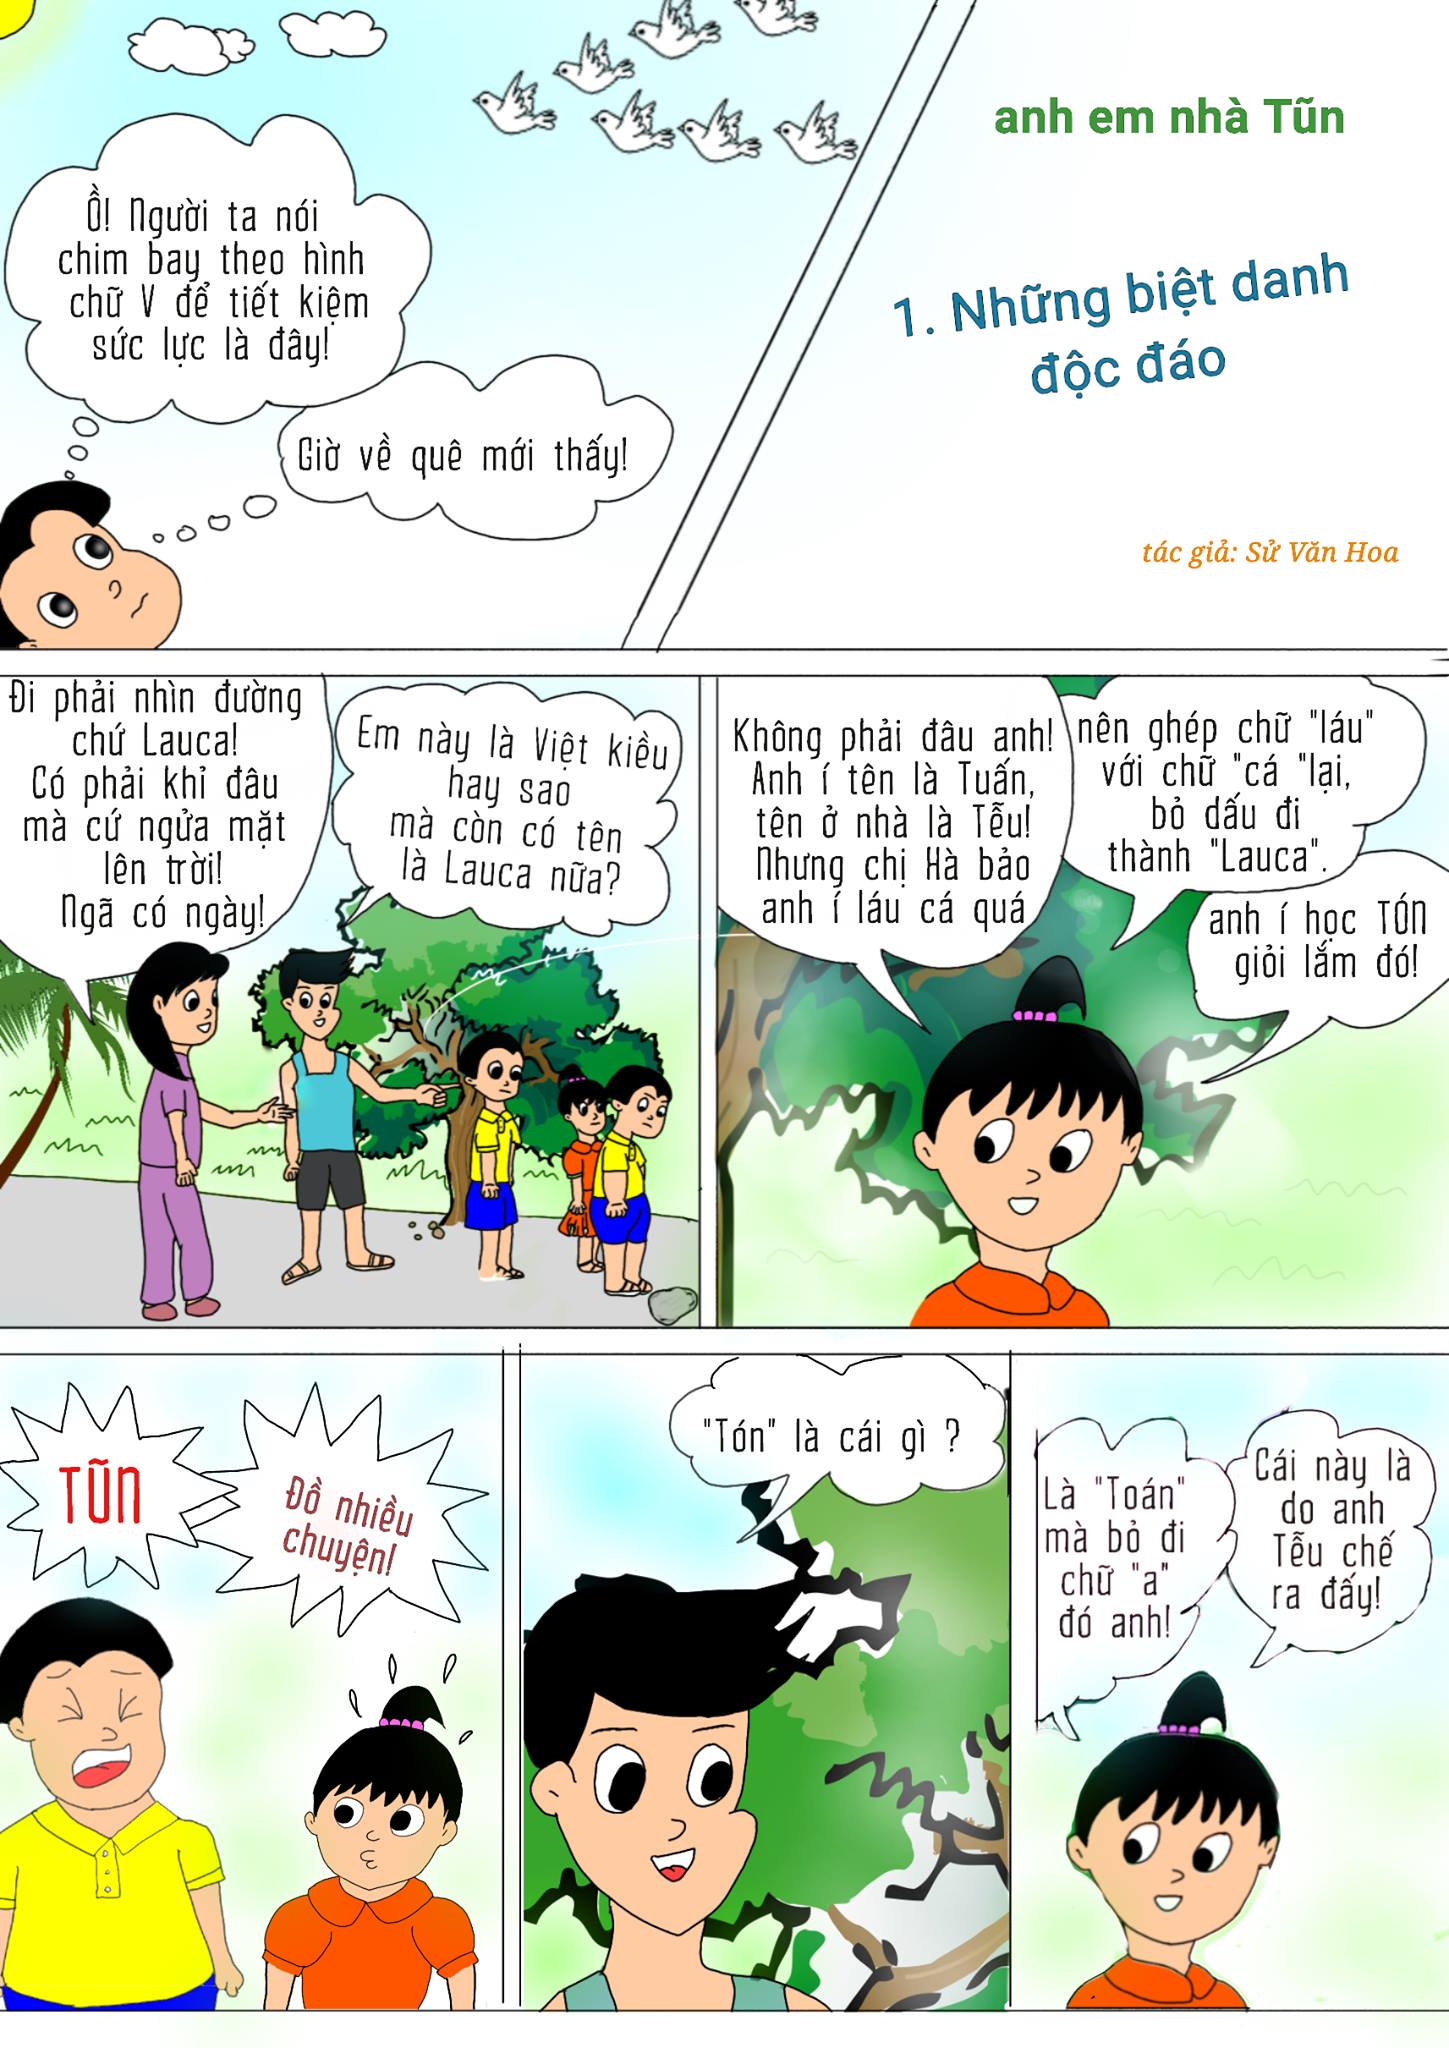 anh em nhà Tũn
1. Những biệt danh
độc đáo
tác giả: Sử Văn Hoa
Ồ! Người ta nói
chim bay theo hình
chữ V để tiết kiệm
sức lực là đây!
Giờ về quê mới thấy!
Đi phải nhìn đường
chứ Lauca!
Có phải khỉ đâu
mà cứ ngửa mặt
lên trời!
Ngã có ngày!
Em này là Việt kiều
hay sao
mà còn có tên
là Lauca nữa?
Không phải đâu anh!
Anh í tên là Tuấn,
tên ở nhà là Tễu!
Nhưng chị Hà bảo
anh í láu cá quá
nên ghép chữ "láu"
với chữ "cá "lại,
bỏ dấu đi
thành "Lauca".
anh í học TÓN
giỏi lắm đó!
TŨN
Đồ nhiều
chuyện!
"Tón" là cái gì ?
Là "Toán"
mà bỏ đi
chữ "a"
đó anh!
Cái này là
do anh
Tễu chế
ra đấy!